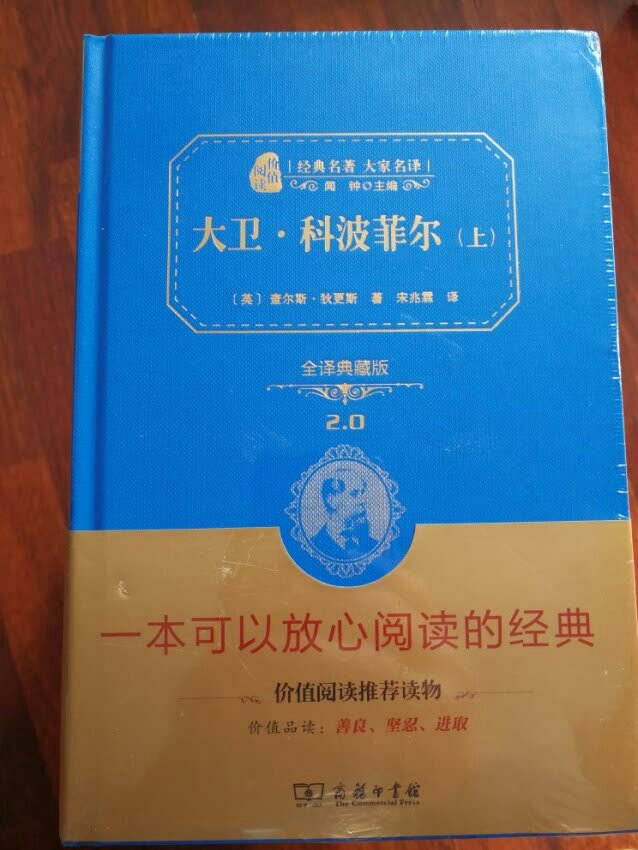 价值阅读
经典名著 大家名译
闻 钟 主编
大卫·科波菲尔（上）
〔英〕查尔斯·狄更斯 著 宋兆霖 译
全译典藏版
2.0
一本可以放心阅读的经典
价值阅读推荐读物
价值品读：善良、坚忍、进取
商务印书馆
The Commercial Press